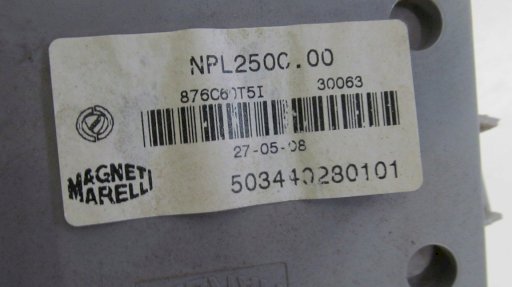 NPL250C.00
876C60T5I 30063
27-05-08
MAGNETI
MARELLI
503440280101